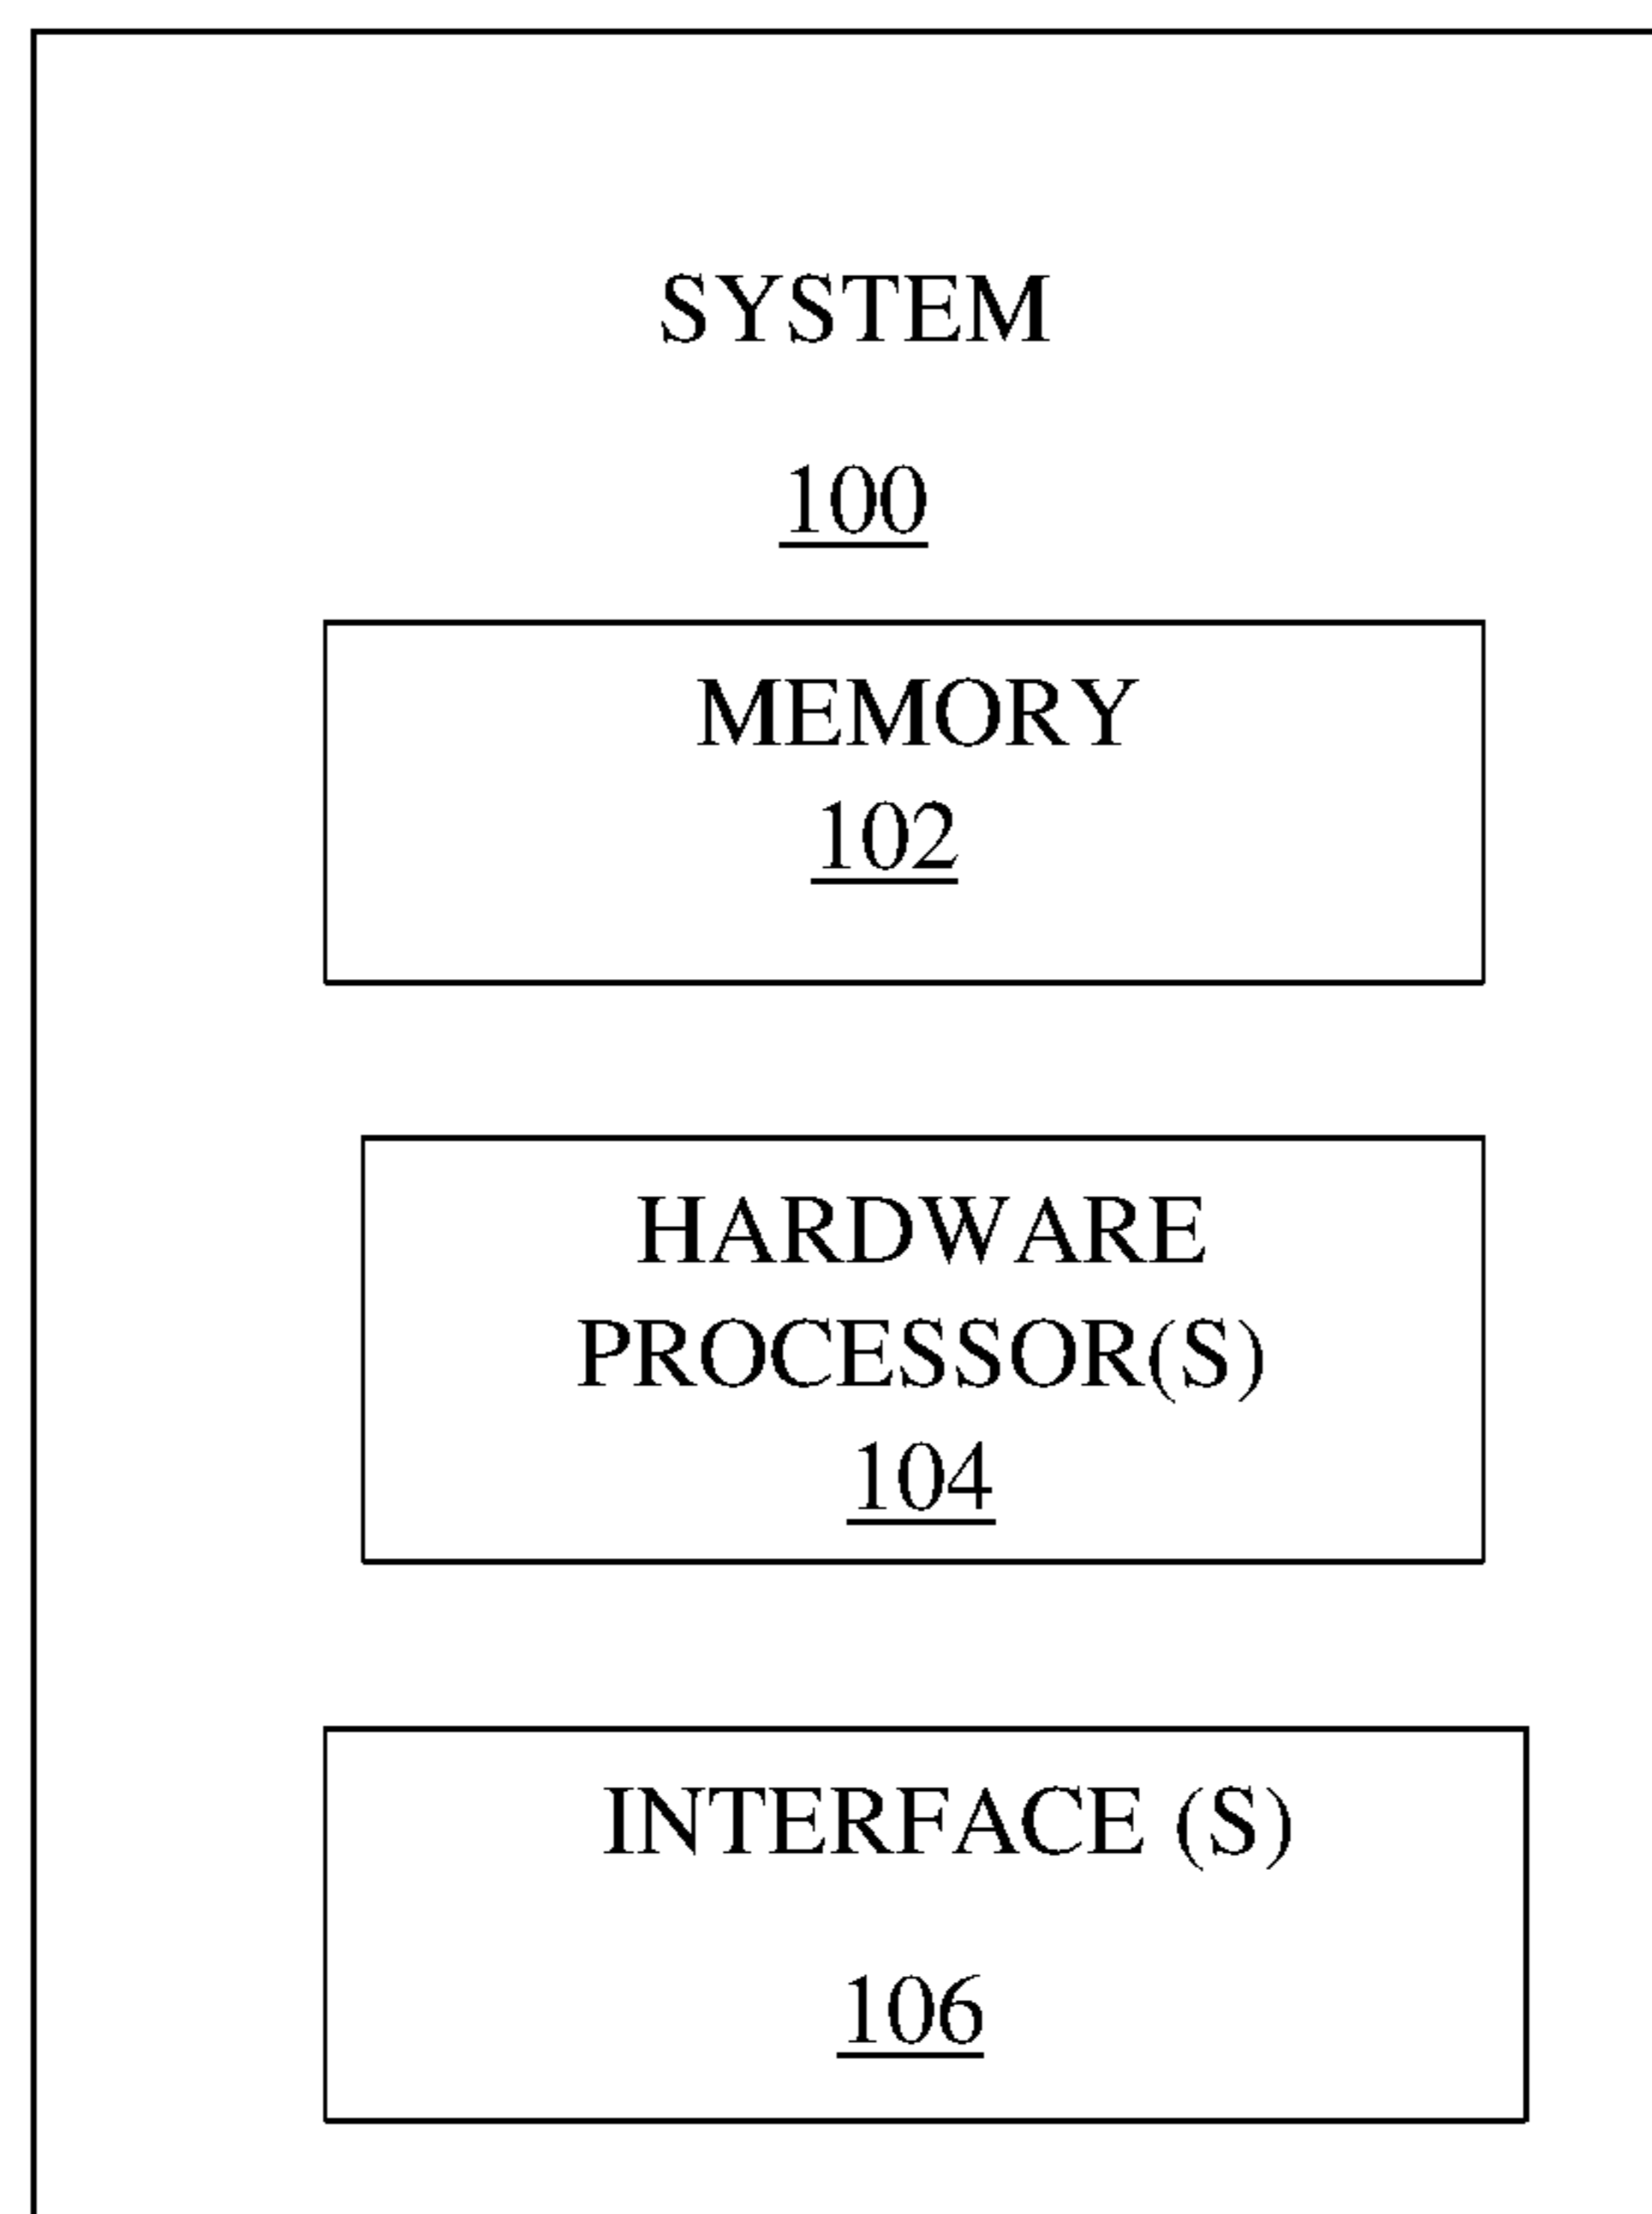 SYSTEM
100
MEMORY
102
HARDWARE
PROCESSOR(S)
104
INTERFACE (S)
106